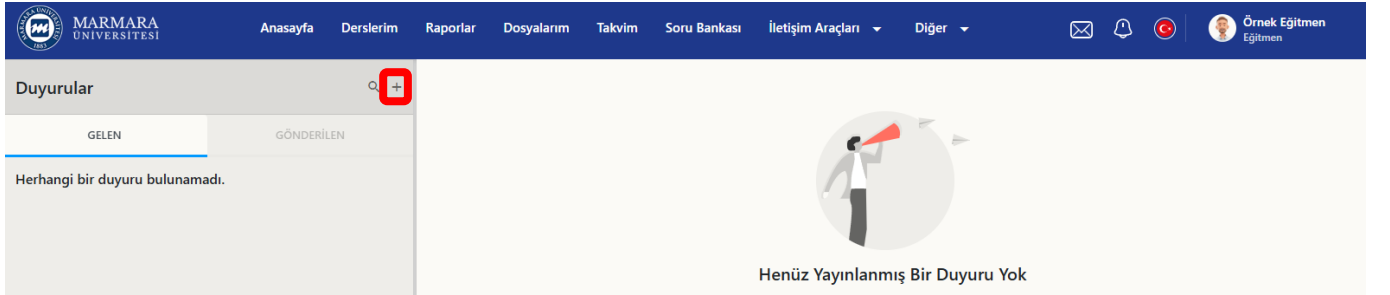 MARMARA
ÜNİVERSİTESİ
Anasayfa Derslerim Raporlar Dosyalarım Takvim Soru Bankası İletişim Araçları Diğer
Örnek Eğitmen
Eğitmen
Duyurular
GELEN GÖNDERİLEN
Herhangi bir duyuru bulunamadı.
Henüz Yayınlanmış Bir Duyuru Yok